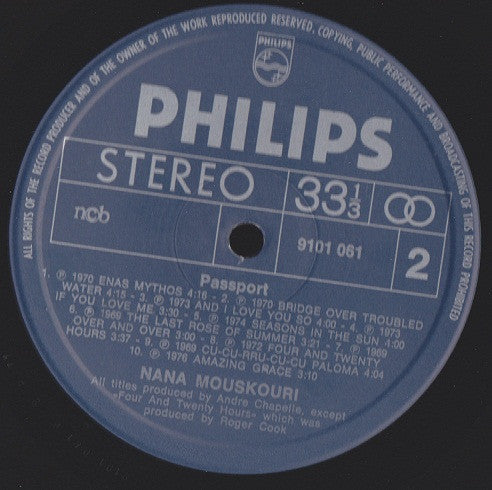 ALL RIGHTS OF THE RECORD PRODUCER AND OF THE OWNER OF THE WORK REPRODUCED RESERVED, COPYING, PUBLIC PERFORMANCE AND BROADCASTING OF THIS RECORD PROHIBITED
PHILIPS
PHILIPS
STEREO 33 1/3
ncb 9101 061 2
Passport
1. ℗ 1970 ENAS MYTHOS 4:16 - 2. ℗ 1970 BRIDGE OVER TROUBLED
WATER 4:15 - 3. ℗ 1973 AND I LOVE YOU SO 4:00 - 4. ℗ 1973
IF YOU LOVE ME 3:30 - 5. ℗ 1974 SEASONS IN THE SUN 4:00
6. ℗ 1969 THE LAST ROSE OF SUMMER 3:21 - 7. ℗ 1969
OVER AND OVER 3:00 - 8. ℗ 1972 FOUR AND TWENTY
HOURS 3:37 - 9. ℗ 1969 CU-CU-RRU-CU-CU PALOMA 4:04
10. ℗ 1976 AMAZING GRACE 3:10
NANA MOUSKOURI
All titles produced by Andre Chapelle, except
«Four And Twenty Hours» which was
produced by Roger Cook